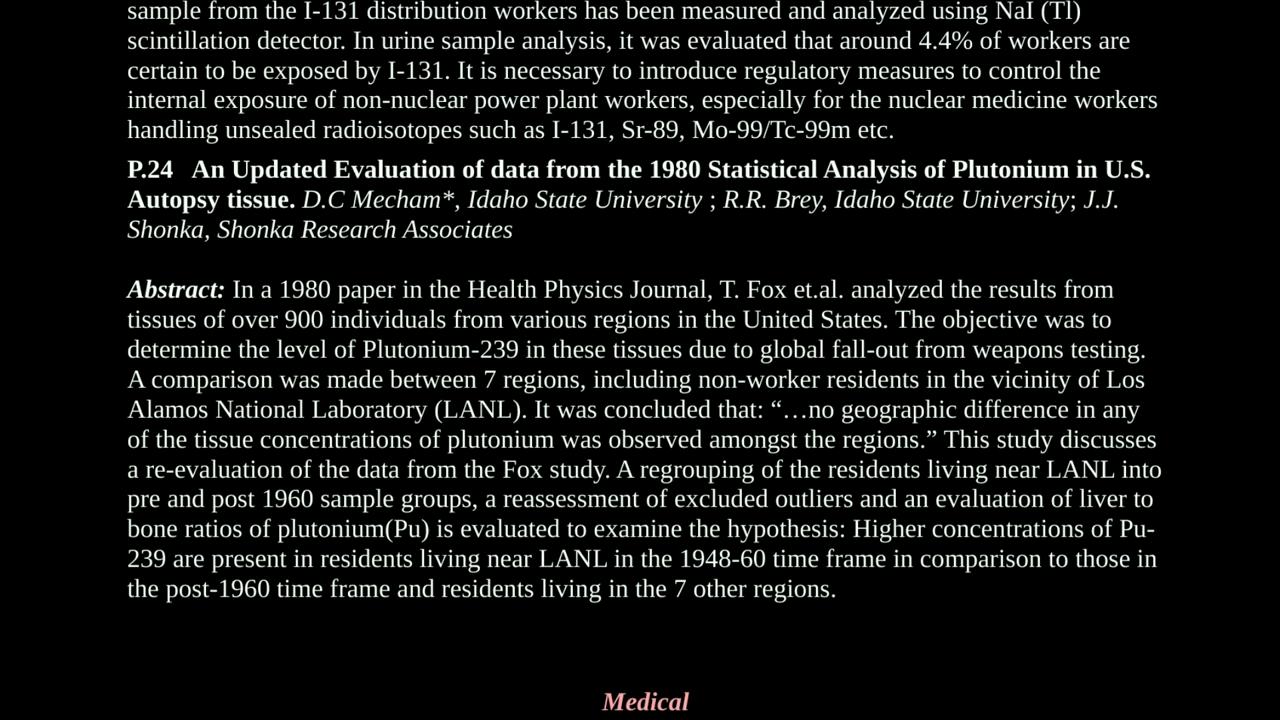 sample from the I-131 distribution workers has been measured and analyzed using NaI (Tl)
scintillation detector. In urine sample analysis, it was evaluated that around 4.4% of workers are
certain to be exposed by I-131. It is necessary to introduce regulatory measures to control the
internal exposure of non-nuclear power plant workers, especially for the nuclear medicine workers
handling unsealed radioisotopes such as I-131, Sr-89, Mo-99/Tc-99m etc.
P.24 An Updated Evaluation of data from the 1980 Statistical Analysis of Plutonium in U.S.
Autopsy tissue. D.C Mecham*, Idaho State University ; R.R. Brey, Idaho State University; J.J.
Shonka, Shonka Research Associates
Abstract: In a 1980 paper in the Health Physics Journal, T. Fox et.al. analyzed the results from
tissues of over 900 individuals from various regions in the United States. The objective was to
determine the level of Plutonium-239 in these tissues due to global fall-out from weapons testing.
A comparison was made between 7 regions, including non-worker residents in the vicinity of Los
Alamos National Laboratory (LANL). It was concluded that: “…no geographic difference in any
of the tissue concentrations of plutonium was observed amongst the regions.” This study discusses
a re-evaluation of the data from the Fox study. A regrouping of the residents living near LANL into
pre and post 1960 sample groups, a reassessment of excluded outliers and an evaluation of liver to
bone ratios of plutonium(Pu) is evaluated to examine the hypothesis: Higher concentrations of Pu-
239 are present in residents living near LANL in the 1948-60 time frame in comparison to those in
the post-1960 time frame and residents living in the 7 other regions.
Medical